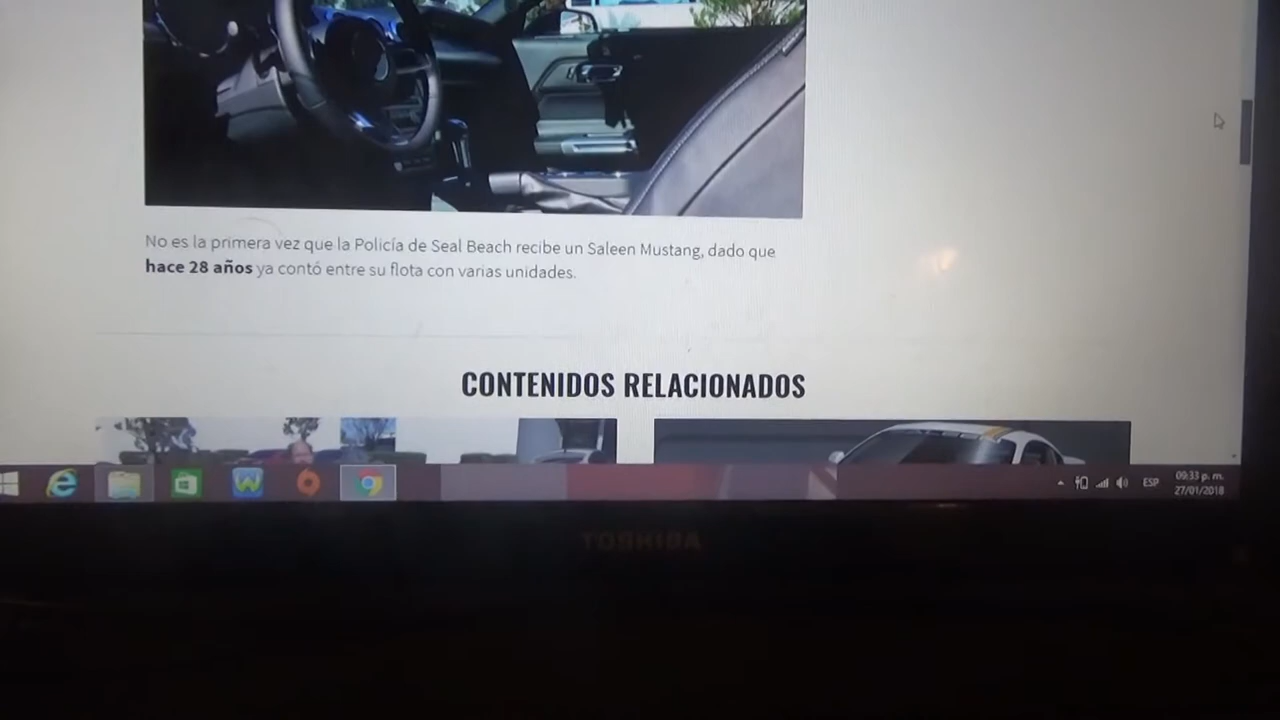 No es la primera vez que la Policía de Seal Beach recibe un Saleen Mustang, dado que
hace 28 años ya contó entre su flota con varias unidades.
CONTENIDOS RELACIONADOS
ESP
09:33 p. m.
27/01/2018
TOSHIBA